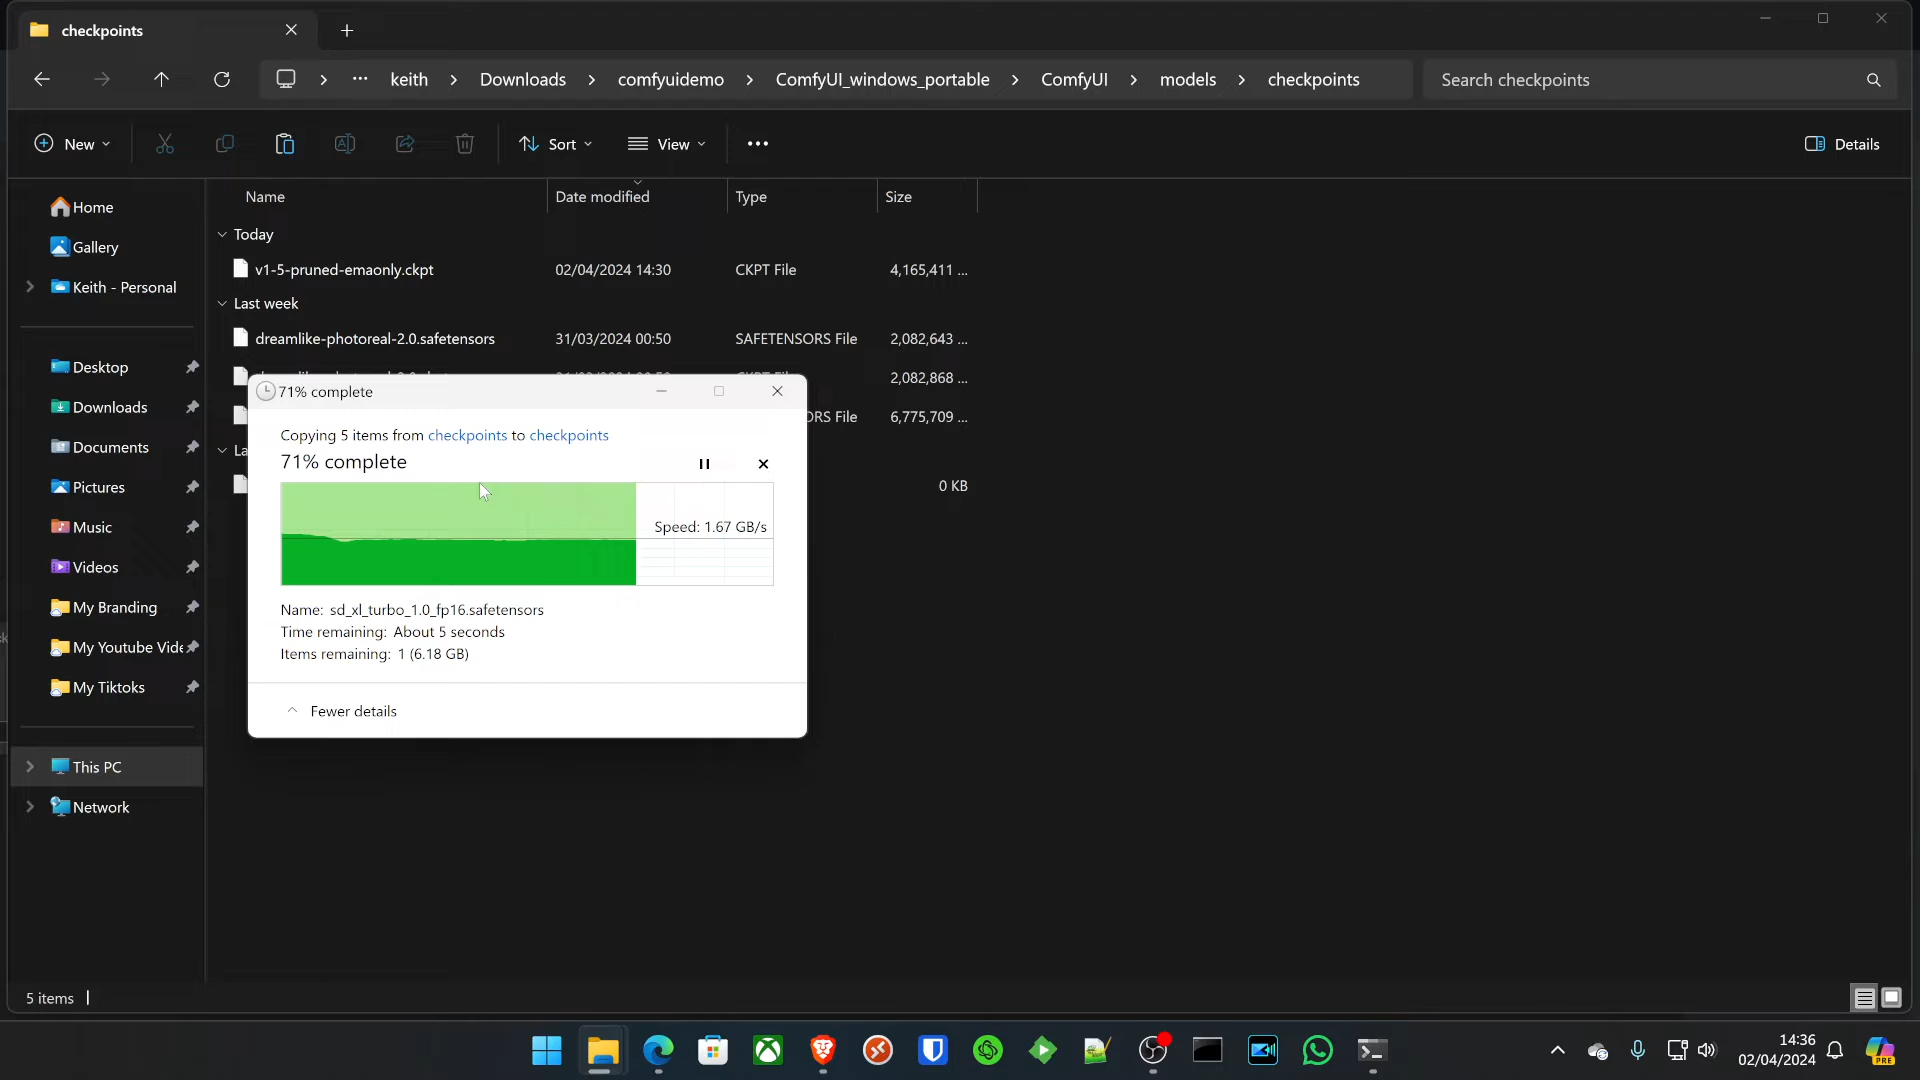 checkpoints
keith > Downloads > comfyuidemo > ComfyUI_windows_portable > ComfyUI > models > checkpoints
Search checkpoints
New
Sort
View
Details
Name Date modified Type Size
Home
Gallery
Keith - Personal
Desktop
Downloads
Documents
Pictures
Music
Videos
My Branding
My Youtube Vide
My Tiktoks
This PC
Network
Today
v1-5-pruned-emaonly.ckpt 02/04/2024 14:30 CKPT File 4,165,411 ...
Last week
dreamlike-photoreal-2.0.safetensors 31/03/2024 00:50 SAFETENSORS File 2,082,643 ...
2,082,868 ...
ORS File 6,775,709 ...
La
0 KB
71% complete
Copying 5 items from checkpoints to checkpoints
71% complete
Speed: 1.67 GB/s
Name: sd_xl_turbo_1.0_fp16.safetensors
Time remaining: About 5 seconds
Items remaining: 1 (6.18 GB)
Fewer details
5 items
14:36
02/04/2024
PRE